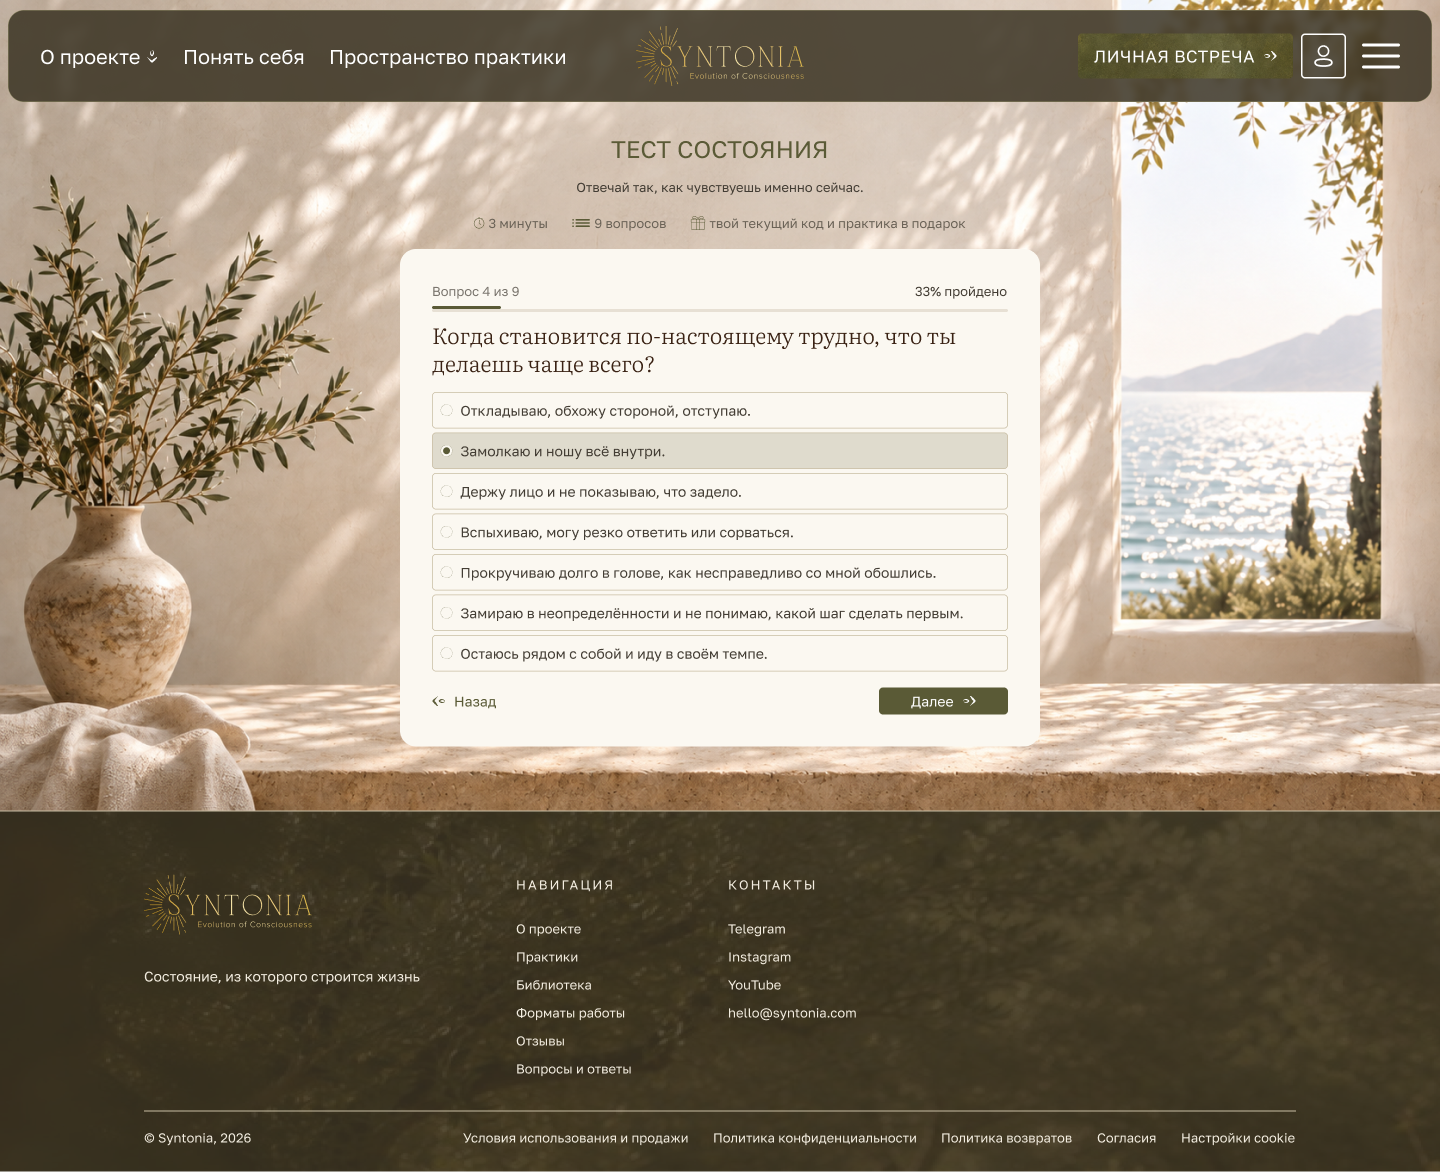 О проекте
Понять себя
Пространство практики
SYNTONIA
Evolution of Consciousness
ЛИЧНАЯ ВСТРЕЧА
ТЕСТ СОСТОЯНИЯ
Отвечай так, как чувствуешь именно сейчас.
3 минуты
9 вопросов
твой текущий код и практика в подарок
Вопрос 4 из 9
33% пройдено
Когда становится по-настоящему трудно, что ты
делаешь чаще всего?
Откладываю, обхожу стороной, отступаю.
Замолкаю и ношу всё внутри.
Держу лицо и не показываю, что задело.
Вспыхиваю, могу резко ответить или сорваться.
Прокручиваю долго в голове, как несправедливо со мной обошлись.
Замираю в неопределённости и не понимаю, какой шаг сделать первым.
Остаюсь рядом с собой и иду в своём темпе.
Назад
Далее
SYNTONIA
Evolution of Consciousness
Состояние, из которого строится жизнь
НАВИГАЦИЯ
О проекте
Практики
Библиотека
Форматы работы
Отзывы
Вопросы и ответы
КОНТАКТЫ
Telegram
Instagram
YouTube
hello@syntonia.com
© Syntonia, 2026
Условия использования и продажи
Политика конфиденциальности
Политика возвратов
Согласия
Настройки cookie